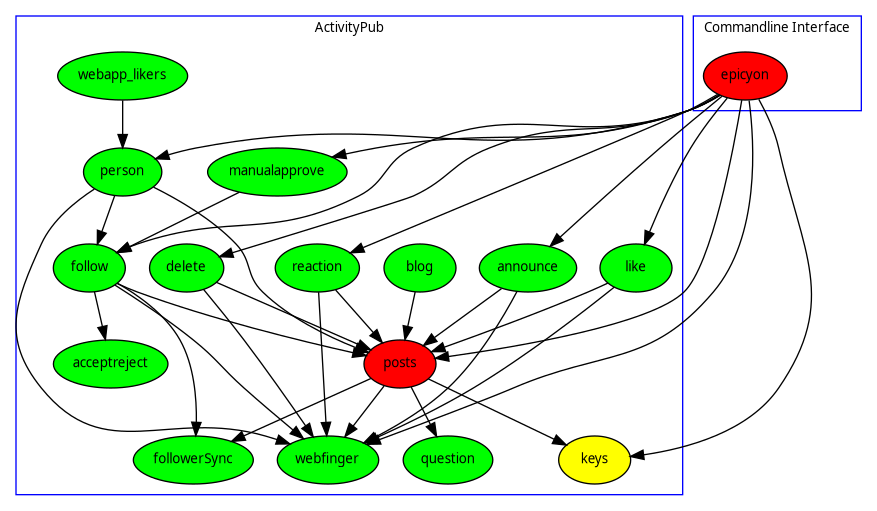 ActivityPub
Commandline Interface
webapp_likers
epicyon
person
manualapprove
follow
delete
reaction
blog
announce
like
acceptreject
posts
followerSync
webfinger
question
keys